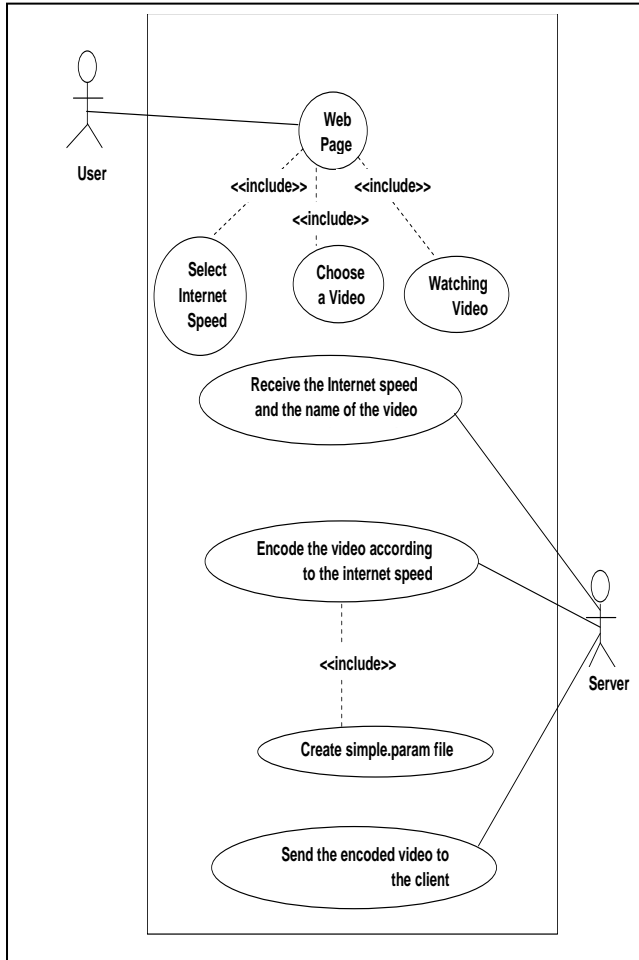 Web
Page
User
<<include>>
<<include>>
<<include>>
Select
Internet
Speed
Choose
a Video
Watching
Video
Receive the Internet speed
and the name of the video
Encode the video according
to the internet speed
<<include>>
Server
Create simple.param file
Send the encoded video to
the client